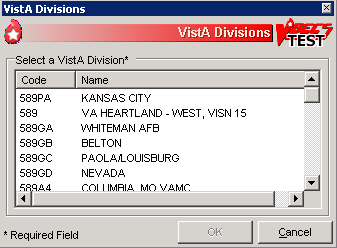 VistA Divisions
VistA Divisions VBECS TEST
Select a VistA Division*
Code Name
589PA KANSAS CITY
589 VA HEARTLAND - WEST, VISN 15
589GA WHITEMAN AFB
589GB BELTON
589GC PAOLA/LOUISBURG
589GD NEVADA
589A4 COLUMBIA, MO VAMC
* Required Field OK Cancel